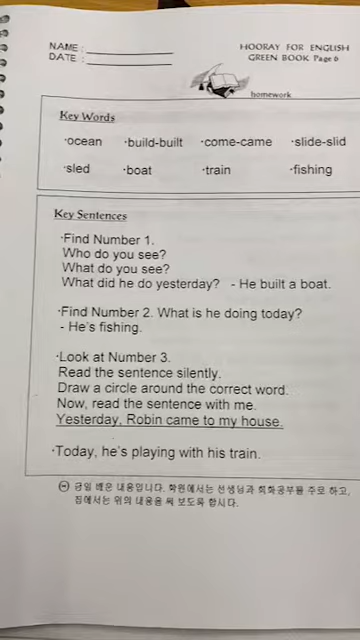 NAME : HOORAY FOR ENGLISH
DATE : GREEN BOOK Page 6
homework
Key Words
·ocean ·build-built ·come-came ·slide-slid
·sled ·boat ·train ·fishing
Key Sentences
·Find Number 1.
Who do you see?
What do you see?
What did he do yesterday? - He built a boat.
·Find Number 2. What is he doing today?
- He's fishing.
·Look at Number 3.
Read the sentence silently.
Draw a circle around the correct word.
Now, read the sentence with me.
Yesterday, Robin came to my house.
·Today, he's playing with his train.
금일 배운 내용입니다. 학원에서는 선생님과 회화공부를 주로 하고,
집에서는 위의 내용을 써 보도록 합시다.